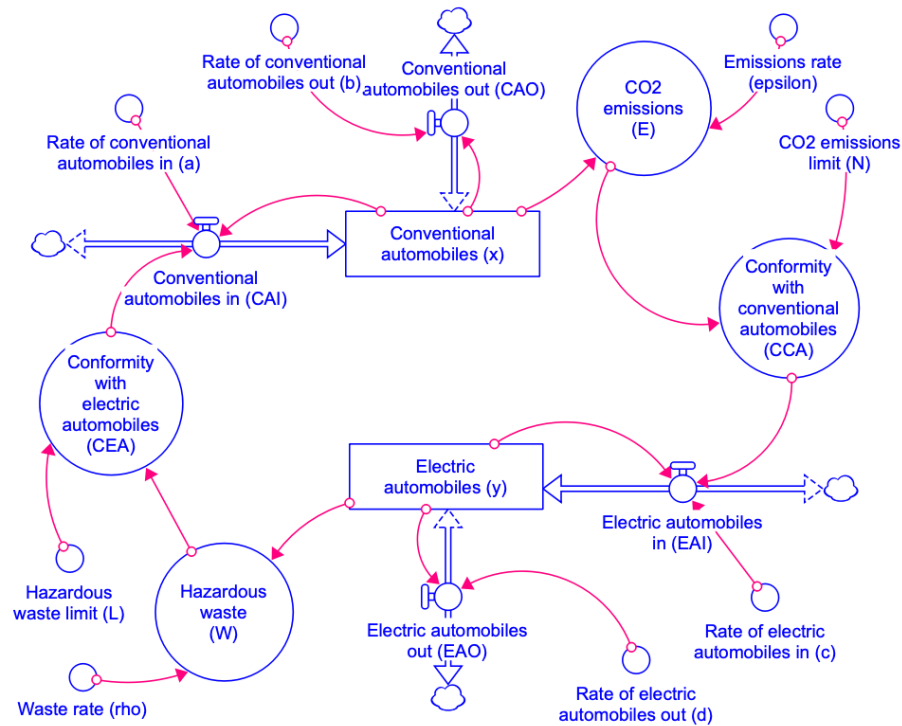 Rate of conventional
automobiles out (b)
Conventional
automobiles out (CAO)
CO2
emissions
(E)
Emissions rate
(epsilon)
Rate of conventional
automobiles in (a)
CO2 emissions
limit (N)
Conventional
automobiles (x)
Conventional
automobiles in (CAI)
Conformity
with
conventional
automobiles
(CCA)
Conformity
with
electric
automobiles
(CEA)
Electric
automobiles (y)
Electric automobiles
in (EAI)
Hazardous
waste limit (L)
Hazardous
waste
(W)
Electric automobiles
out (EAO)
Rate of electric
automobiles in (c)
Waste rate (rho)
Rate of electric
automobiles out (d)